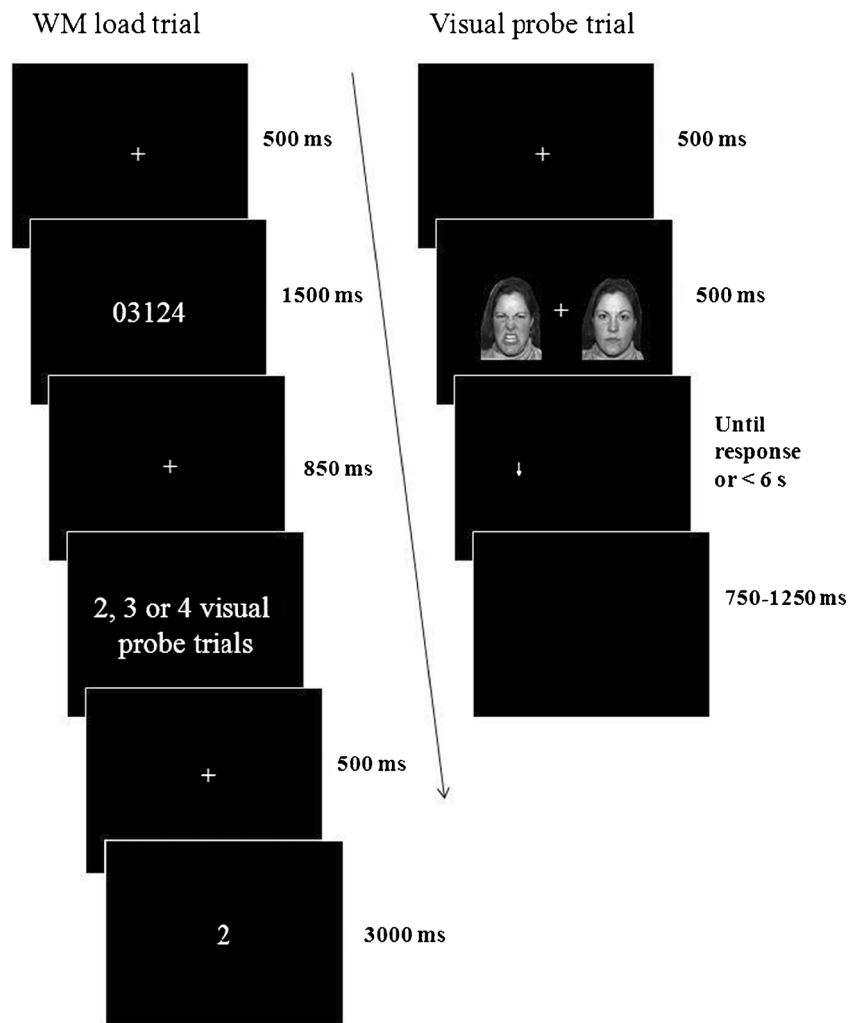 WM load trial
500 ms
03124
1500 ms
850 ms
2, 3 or 4 visual
probe trials
500 ms
2
3000 ms
Visual probe trial
500 ms
500 ms
Until
response
or < 6 s
750-1250 ms